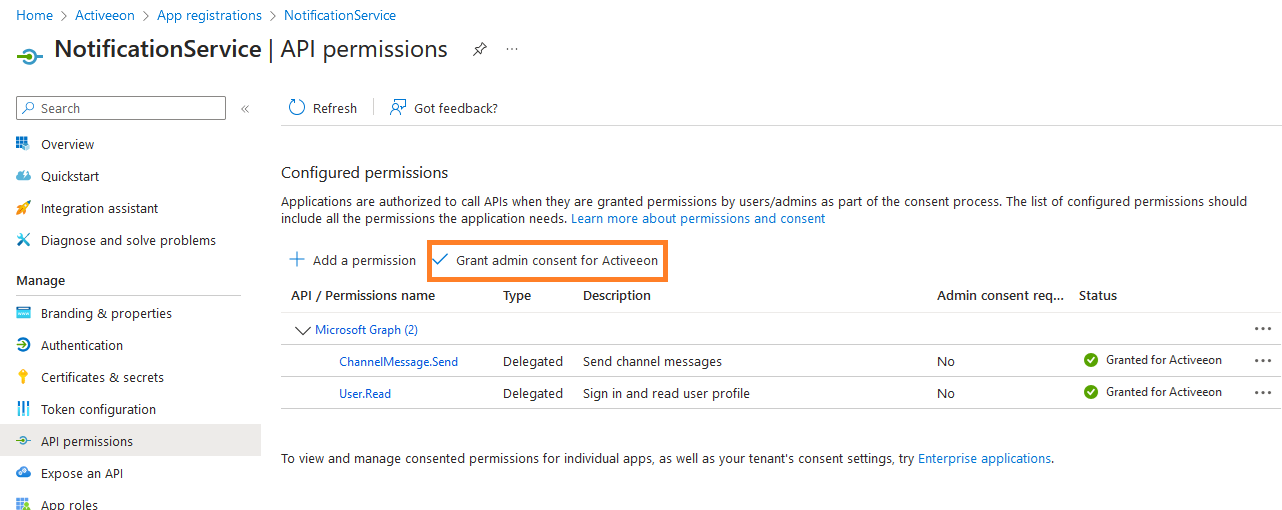 Home > Activeeon > App registrations > NotificationService
NotificationService | API permissions
Search
Overview
Quickstart
Integration assistant
Diagnose and solve problems
Manage
Branding & properties
Authentication
Certificates & secrets
Token configuration
API permissions
Expose an API
App roles
Refresh
Got feedback?
Configured permissions
Applications are authorized to call APIs when they are granted permissions by users/admins as part of the consent process. The list of configured permissions should
include all the permissions the application needs. Learn more about permissions and consent
Add a permission
Grant admin consent for Activeeon
API / Permissions name Type Description Admin consent req... Status
Microsoft Graph (2)
ChannelMessage.Send Delegated Send channel messages No Granted for Activeeon
User.Read Delegated Sign in and read user profile No Granted for Activeeon
To view and manage consented permissions for individual apps, as well as your tenant's consent settings, try Enterprise applications.